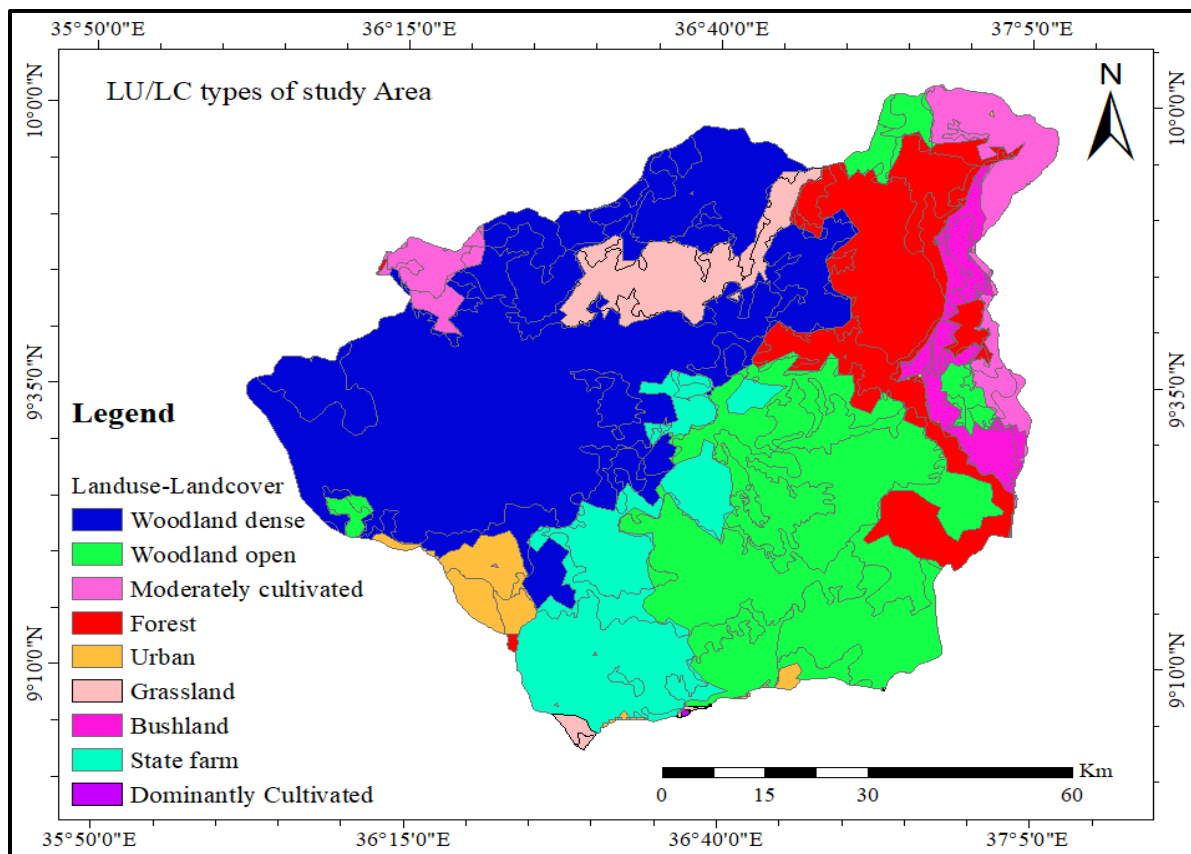 35°50'0"E 36°15'0"E 36°40'0"E 37°5'0"E
LU/LC types of study Area
N
10°0'0"N
10°0'0"N
9°35'0"N
9°35'0"N
Legend
Landuse-Landcover
Woodland dense
Woodland open
Moderately cultivated
Forest
Urban
Grassland
Bushland
State farm
Dominantly Cultivated
9°10'0"N
9°10'0"N
Km
0 15 30 60
35°50'0"E 36°15'0"E 36°40'0"E 37°5'0"E